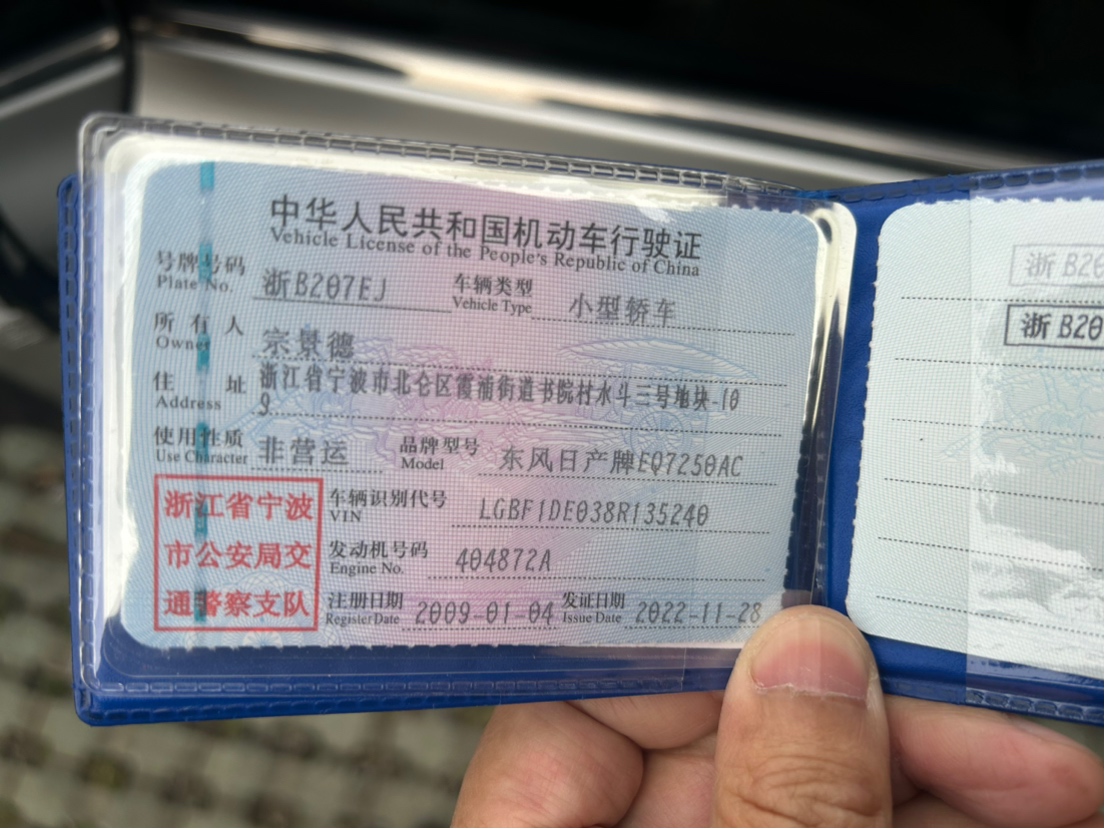 中华人民共和国机动车行驶证
Vehicle License of the People's Republic of China
号牌号码 浙B207EJ 车辆类型 小型轿车
Plate No. Vehicle Type
所有人 宗景德
Owner
住址 浙江省宁波市北仑区霞浦街道书院村水斗三号地块-10
Address 9
使用性质 非营运 品牌型号 东风日产牌EQ7250AC
Use Character Model
浙江省宁波
市公安局交
通警察支队
车辆识别代号 LGBF1DE038R135240
VIN
发动机号码 404872A
Engine No.
注册日期 2009-01-04 发证日期 2022-11-28
Register Date Issue Date
浙B20
浙B20